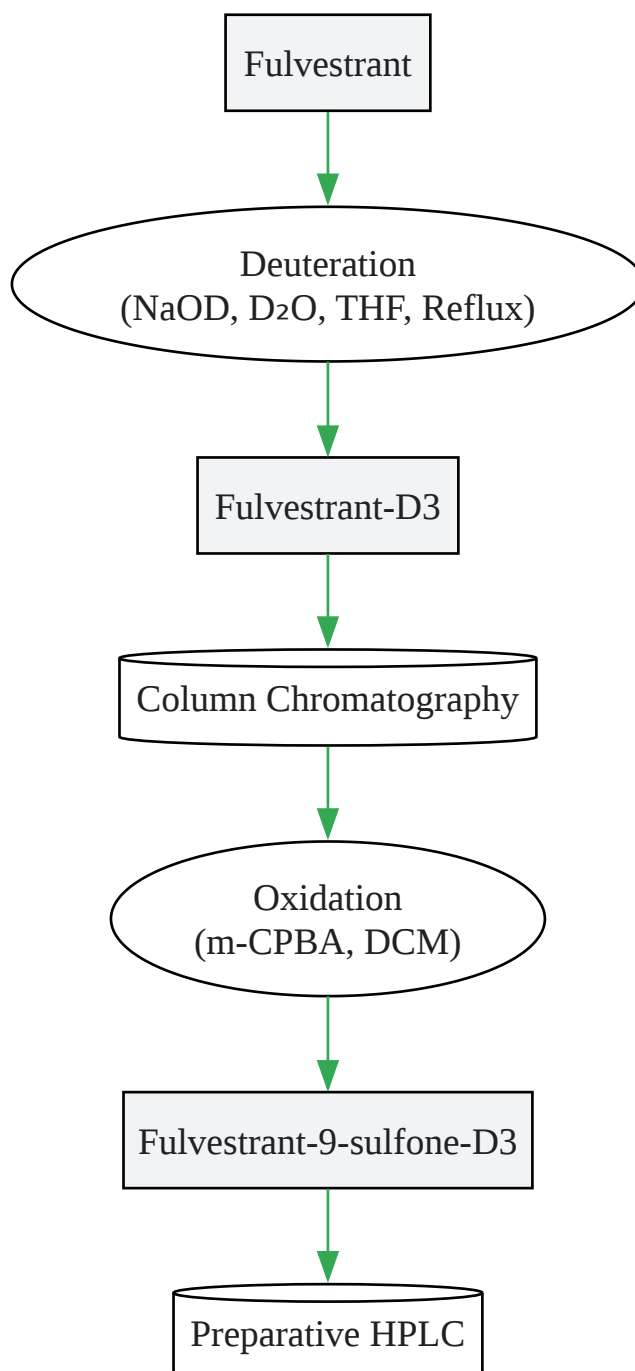 Fulvestrant
Deuteration
(NaOD, D₂O, THF, Reflux)
Fulvestrant-D3
Column Chromatography
Oxidation
(m-CPBA, DCM)
Fulvestrant-9-sulfone-D3
Preparative HPLC